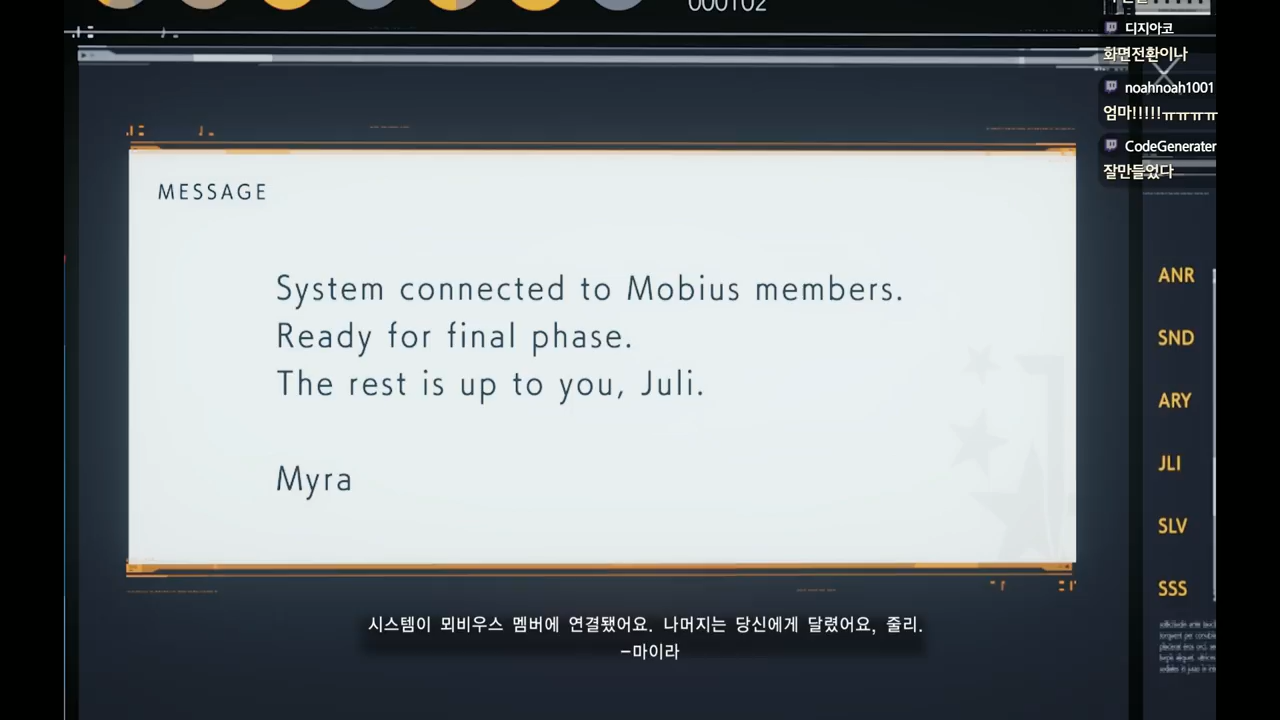 000102
디지아코
화면전환이나
noahnoah1001
엄마!!!!!ㅠㅠㅠㅠ
CodeGenerater
잘만들었다
MESSAGE
System connected to Mobius members.
Ready for final phase.
The rest is up to you, Juli.
Myra
ANR
SND
ARY
JLI
SLV
SSS
시스템이 뫼비우스 멤버에 연결됐어요. 나머지는 당신에게 달렸어요, 줄리.
–마이라